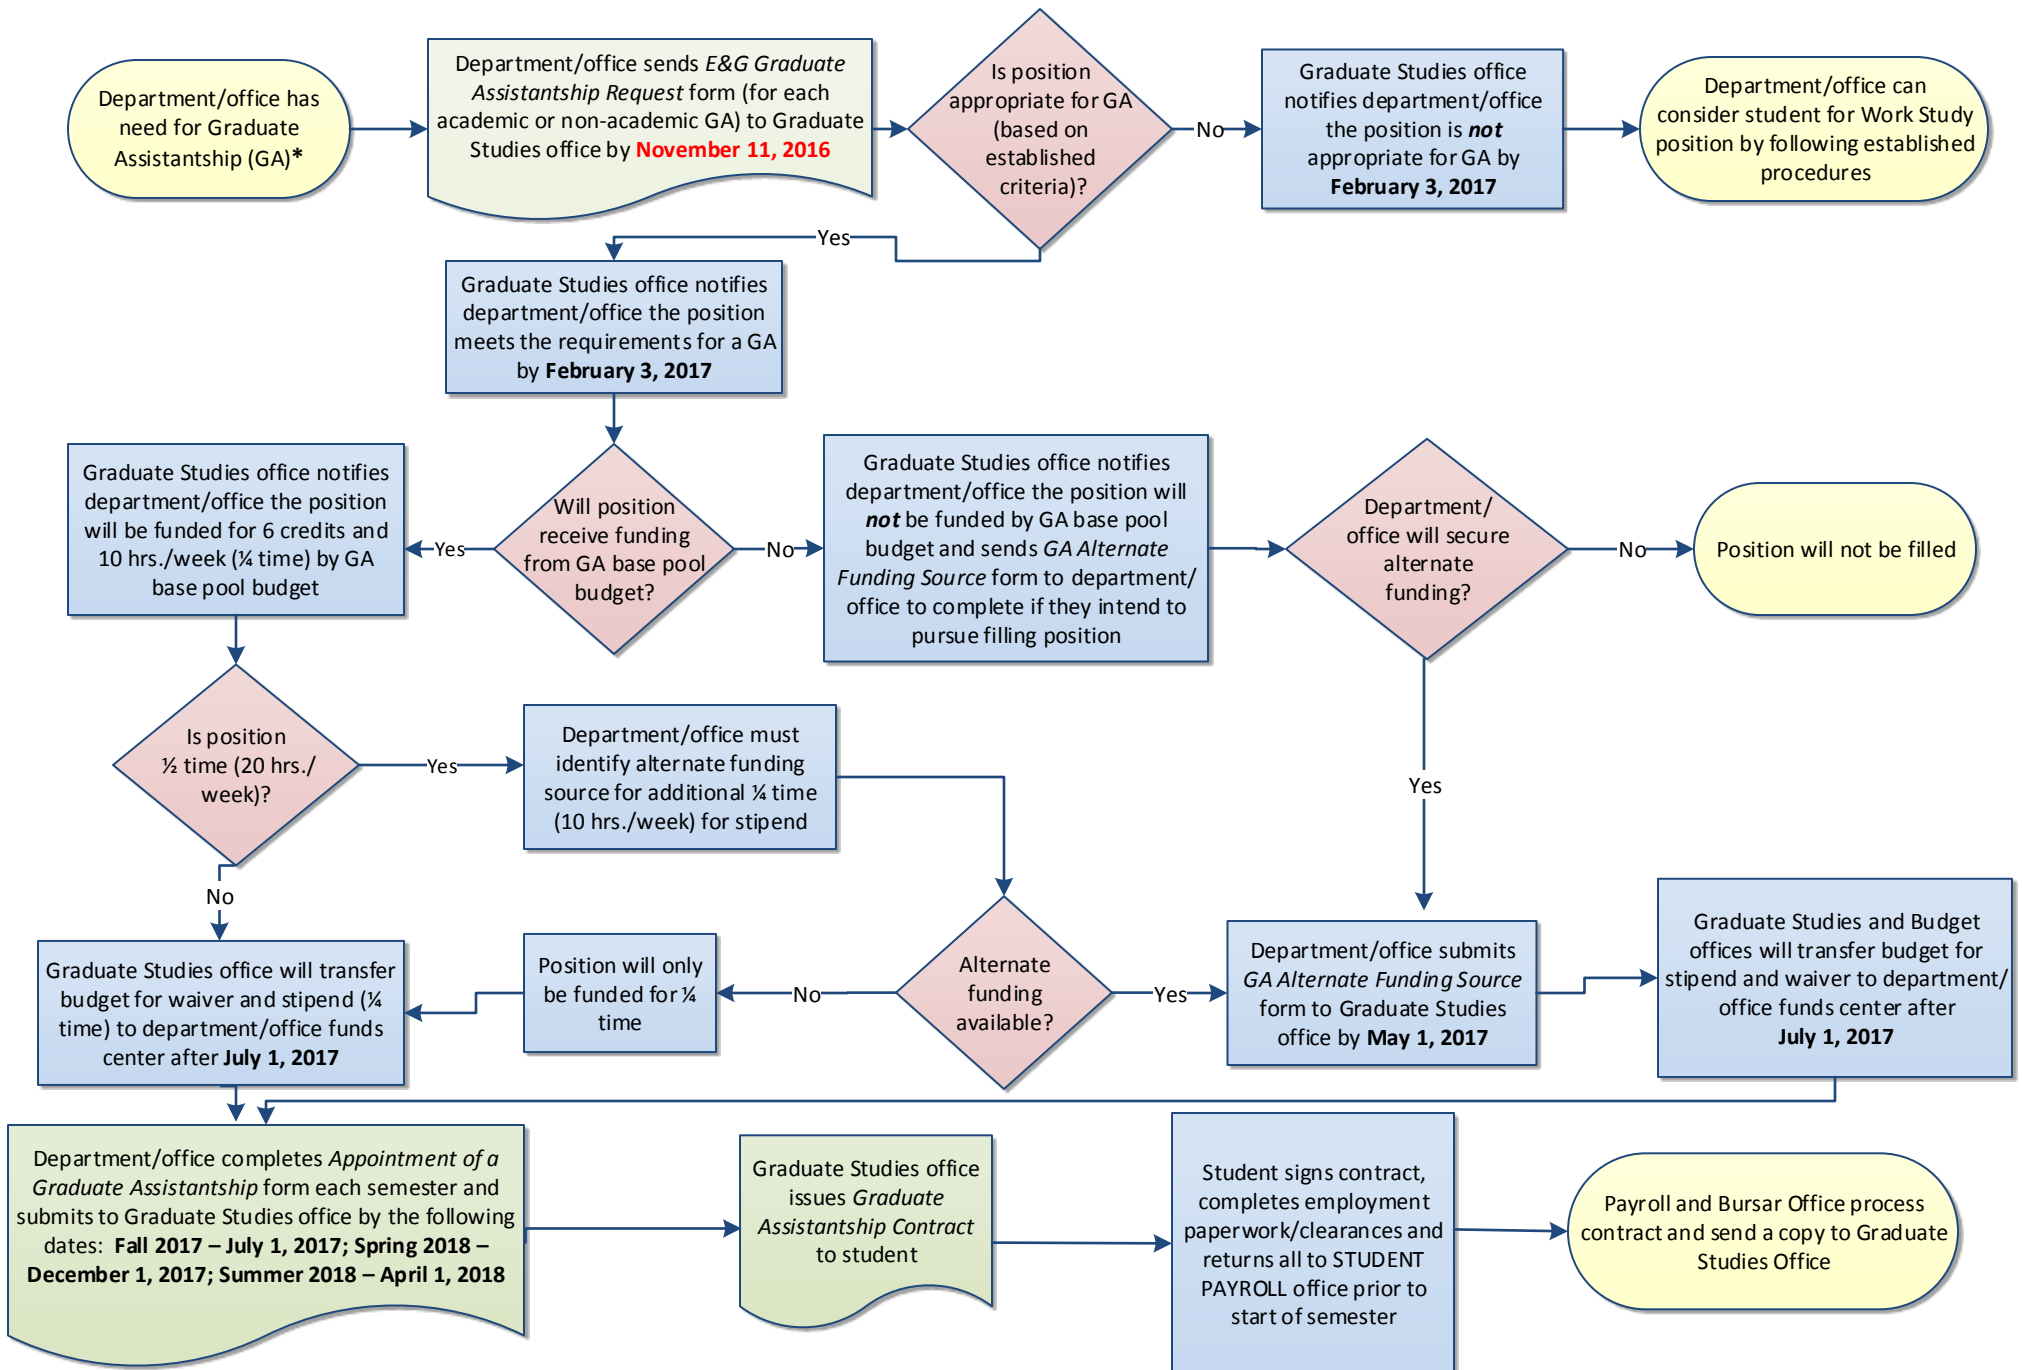 Department/office has
need for Graduate
Assistantship (GA)*
Department/office sends E&G Graduate
Assistantship Request form (for each
academic or non-academic GA) to Graduate
Studies office by November 11, 2016
Is position
appropriate for GA
(based on
established
criteria)?
No
Graduate Studies office
notifies department/office
the position is not
appropriate for GA by
February 3, 2017
Department/office can
consider student for Work Study
position by following established
procedures
Yes
Graduate Studies office notifies
department/office the position
meets the requirements for a GA
by February 3, 2017
Graduate Studies office notifies
department/office the position
will be funded for 6 credits and
10 hrs./week (¼ time) by GA
base pool budget
Yes
Will position
receive funding
from GA base pool
budget?
No
Graduate Studies office notifies
department/office the position will
not be funded by GA base pool
budget and sends GA Alternate
Funding Source form to department/
office to complete if they intend to
pursue filling position
Department/
office will secure
alternate
funding?
No
Position will not be filled
Is position
½ time (20 hrs./
week)?
Yes
Department/office must
identify alternate funding
source for additional ¼ time
(10 hrs./week) for stipend
Yes
No
Graduate Studies office will transfer
budget for waiver and stipend (¼
time) to department/office funds
center after July 1, 2017
Position will only
be funded for ¼
time
No
Alternate
funding
available?
Yes
Department/office submits
GA Alternate Funding Source
form to Graduate Studies
office by May 1, 2017
Graduate Studies and Budget
offices will transfer budget for
stipend and waiver to department/
office funds center after
July 1, 2017
Department/office completes Appointment of a
Graduate Assistantship form each semester and
submits to Graduate Studies office by the following
dates: Fall 2017 – July 1, 2017; Spring 2018 –
December 1, 2017; Summer 2018 – April 1, 2018
Graduate Studies office
issues Graduate
Assistantship Contract
to student
Student signs contract,
completes employment
paperwork/clearances and
returns all to STUDENT
PAYROLL office prior to
start of semester
Payroll and Bursar Office process
contract and send a copy to Graduate
Studies Office